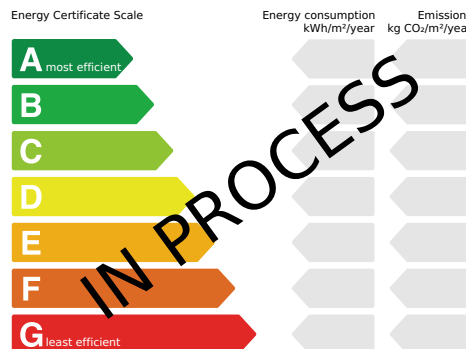 Energy Certificate Scale
Energy consumption
kWh/m²/year
Emission
kg CO₂/m²/year
A most efficient
B
C
D
E
F
G least efficient
IN PROCESS